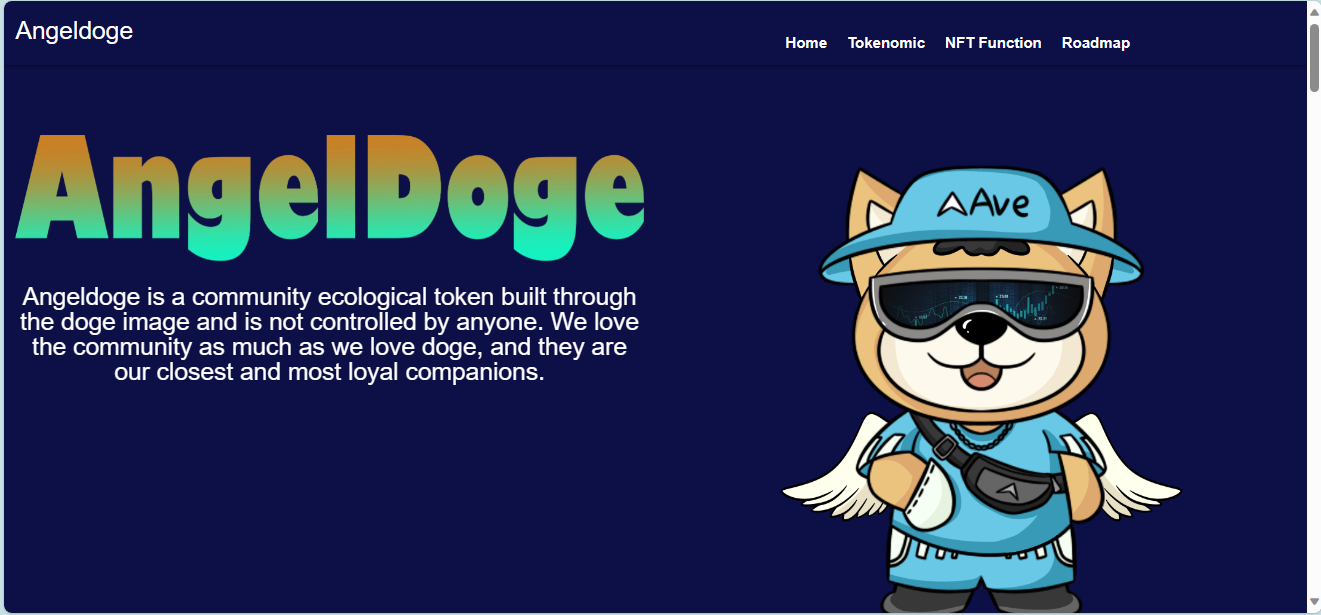 Angeldoge
Home Tokenomic NFT Function Roadmap
AngelDoge
Angeldoge is a community ecological token built through
the doge image and is not controlled by anyone. We love
the community as much as we love doge, and they are
our closest and most loyal companions.
Ave